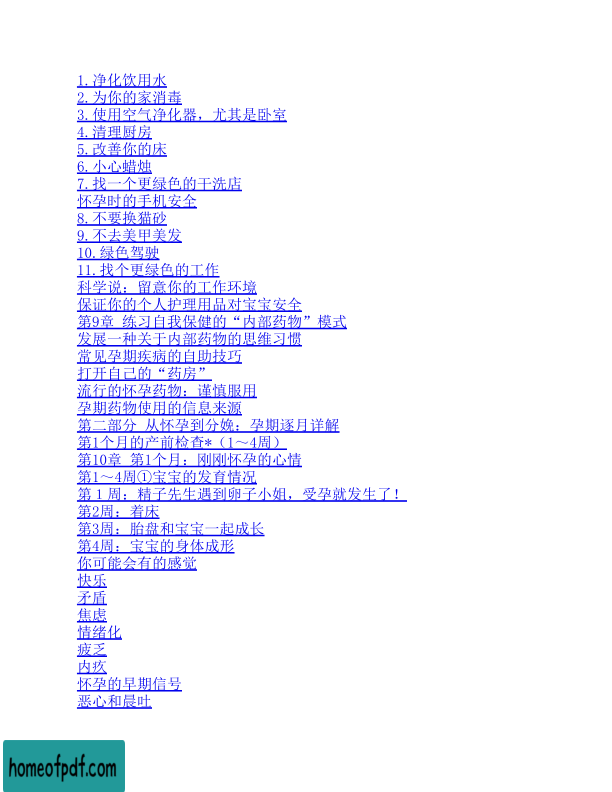 1.净化饮用水
2.为你的家消毒
3.使用空气净化器，尤其是卧室
4.清理厨房
5.改善你的床
6.小心蜡烛
7.找一个更绿色的干洗店
怀孕时的手机安全
8.不要换猫砂
9.不去美甲美发
10.绿色驾驶
11.找个更绿色的工作
科学说：留意你的工作环境
保证你的个人护理用品对宝宝安全
第9章 练习自我保健的“内部药物”模式
发展一种关于内部药物的思维习惯
常见孕期疾病的自助技巧
打开自己的“药房”
流行的怀孕药物：谨慎服用
孕期药物使用的信息来源
第二部分 从怀孕到分娩：孕期逐月详解
第1个月的产前检查*（1～4周）
第10章 第1个月：刚刚怀孕的心情
第1～4周①宝宝的发育情况
第 1 周：精子先生遇到卵子小姐，受孕就发生了！
第2周：着床
第3周：胎盘和宝宝一起成长
第4周：宝宝的身体成形
你可能会有的感觉
快乐
矛盾
焦虑
情绪化
疲乏
内疚
怀孕的早期信号
恶心和晨吐
homeofpdf.com